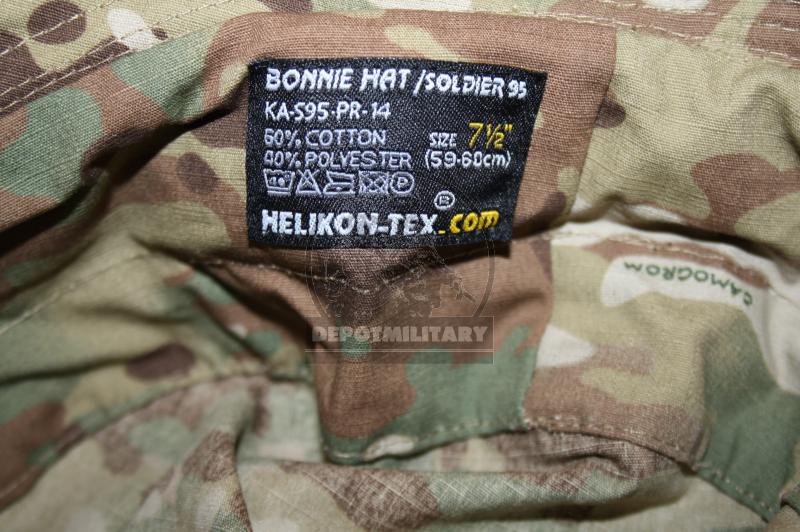 BONNIE HAT/SOLDIER 95
KA-S95-PR-14
60% COTTON
40% POLYESTER
SIZE 7½"
(59-60cm)
40
P
®
HELIKON-TEX.com
CAMOGROM
DEPOTMILITARY